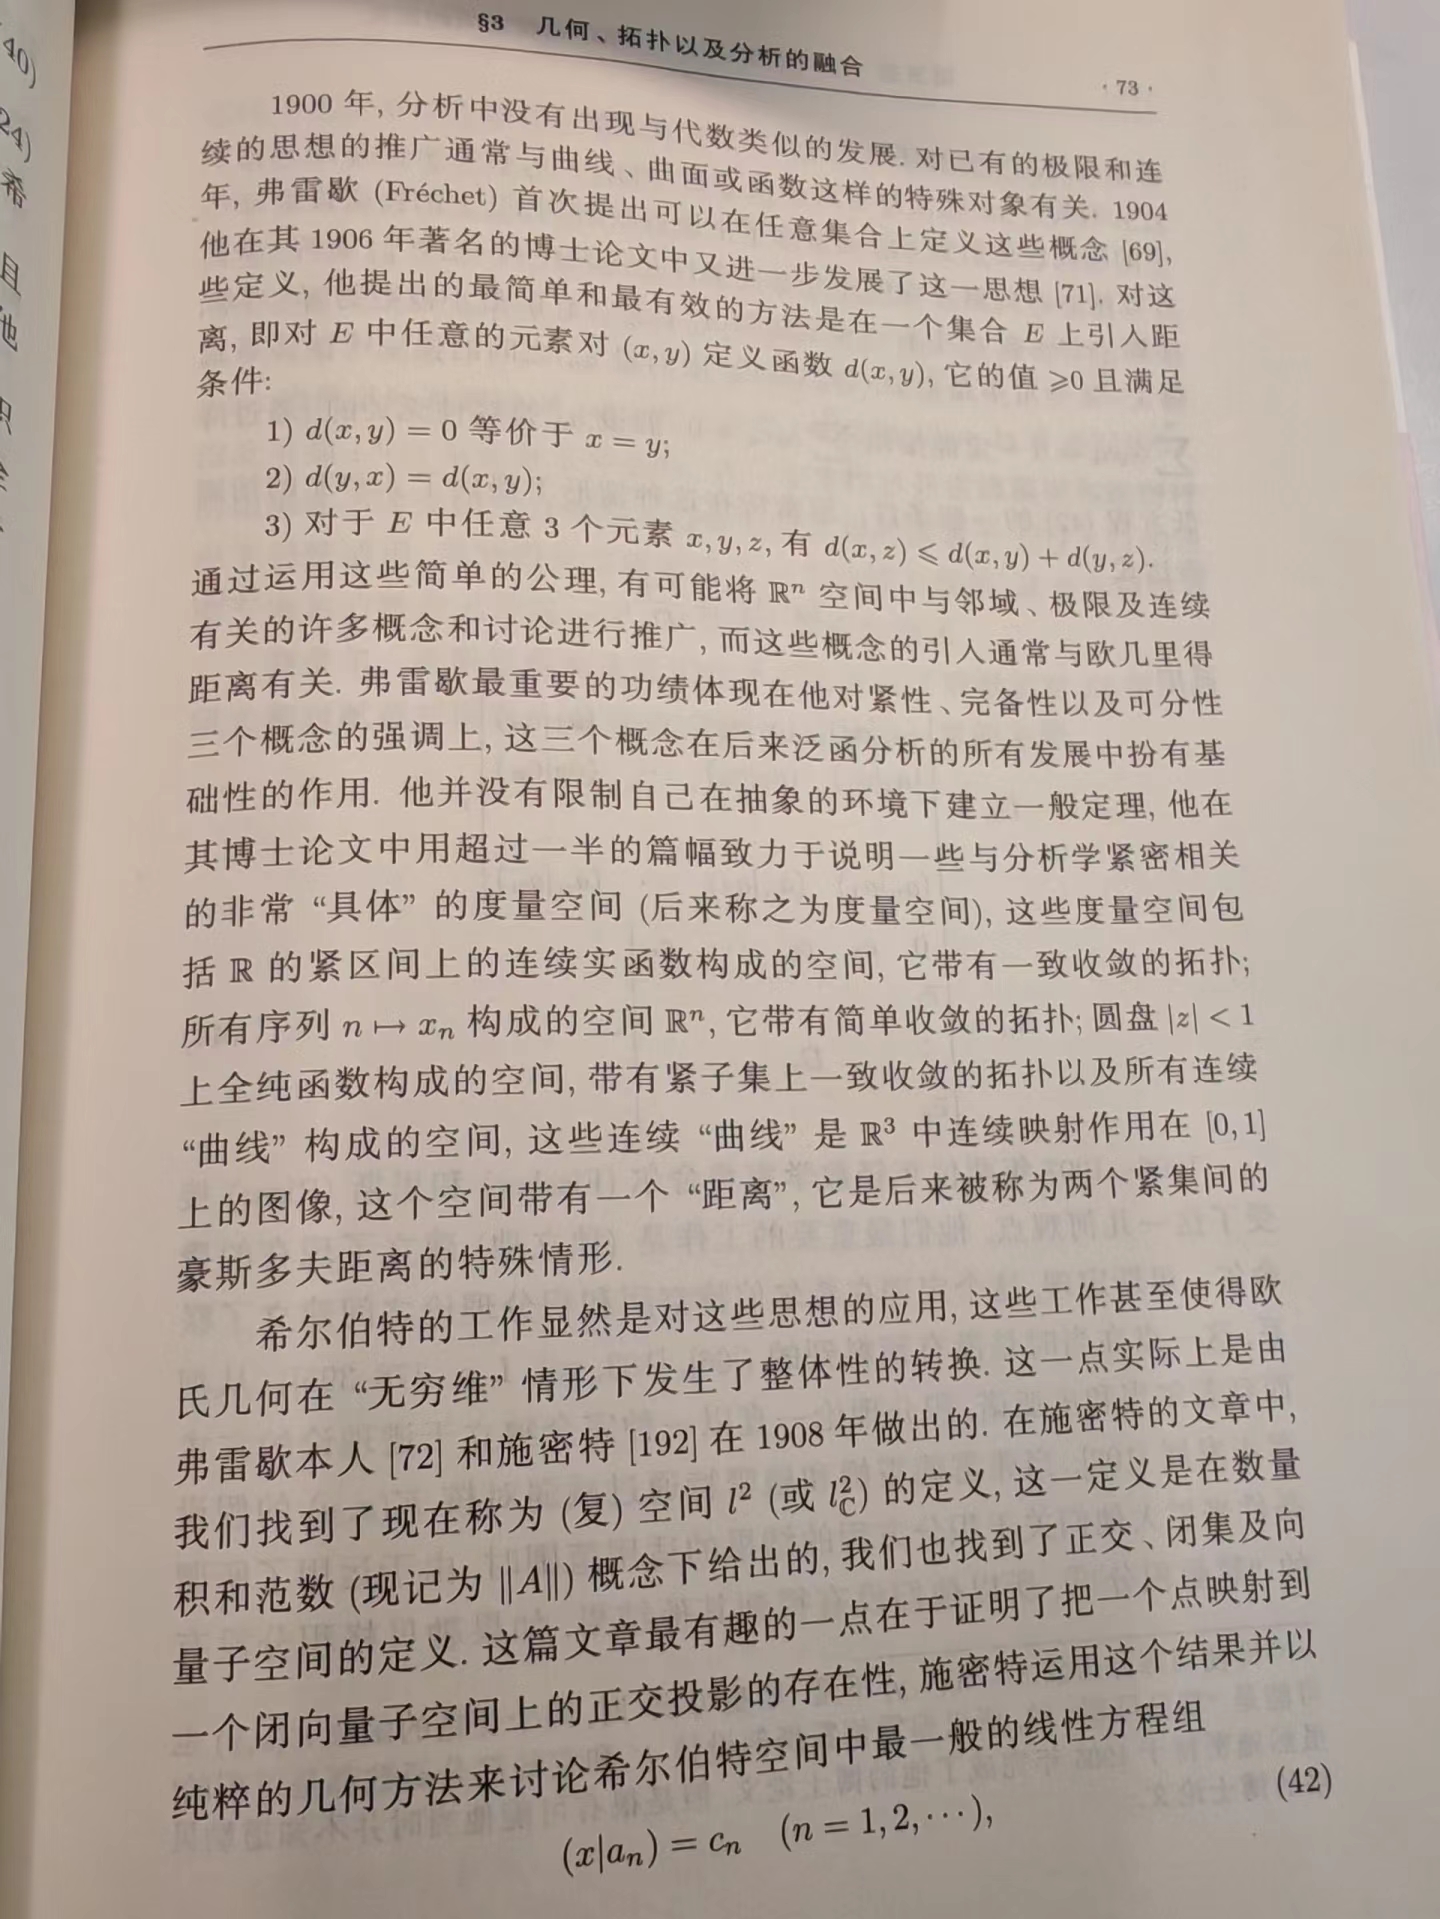 40)
24)
希
且
他
§3 几何、拓扑以及分析的融合
· 73 ·
1900 年, 分析中没有出现与代数类似的发展. 对已有的极限和连
续的思想的推广通常与曲线、曲面或函数这样的特殊对象有关. 1904
年, 弗雷歇 (Fréchet) 首次提出可以在任意集合上定义这些概念 [69],
他在其 1906 年著名的博士论文中又进一步发展了这一思想 [71]. 对这
些定义, 他提出的最简单和最有效的方法是在一个集合 E 上引入距
离, 即对 E 中任意的元素对 (x, y) 定义函数 d(x, y), 它的值 ⩾0 且满足
条件:
1) d(x, y) = 0 等价于 x = y;
2) d(y, x) = d(x, y);
3) 对于 E 中任意 3 个元素 x, y, z, 有 d(x, z) ⩽ d(x, y) + d(y, z).
通过运用这些简单的公理, 有可能将 ℝⁿ 空间中与邻域、极限及连续
有关的许多概念和讨论进行推广, 而这些概念的引入通常与欧几里得
距离有关. 弗雷歇最重要的功绩体现在他对紧性、完备性以及可分性
三个概念的强调上, 这三个概念在后来泛函分析的所有发展中扮有基
础性的作用. 他并没有限制自己在抽象的环境下建立一般定理, 他在
其博士论文中用超过一半的篇幅致力于说明一些与分析学紧密相关
的非常 “具体” 的度量空间 (后来称之为度量空间), 这些度量空间包
括 ℝ 的紧区间上的连续实函数构成的空间, 它带有一致收敛的拓扑;
所有序列 n ↦ xₙ 构成的空间 ℝⁿ, 它带有简单收敛的拓扑; 圆盘 |z| < 1
上全纯函数构成的空间, 带有紧子集上一致收敛的拓扑以及所有连续
“曲线” 构成的空间, 这些连续 “曲线” 是 ℝ³ 中连续映射作用在 [0, 1]
上的图像, 这个空间带有一个 “距离”, 它是后来被称为两个紧集间的
豪斯多夫距离的特殊情形.
希尔伯特的工作显然是对这些思想的应用, 这些工作甚至使得欧
氏几何在 “无穷维” 情形下发生了整体性的转换. 这一点实际上是由
弗雷歇本人 [72] 和施密特 [192] 在 1908 年做出的. 在施密特的文章中,
我们找到了现在称为 (复) 空间 l² (或 l²_C) 的定义, 这一定义是在数量
积和范数 (现记为 ‖A‖) 概念下给出的, 我们也找到了正交、闭集及向
量子空间的定义. 这篇文章最有趣的一点在于证明了把一个点映射到
一个闭向量子空间上的正交投影的存在性, 施密特运用这个结果并以
纯粹的几何方法来讨论希尔伯特空间中最一般的线性方程组
(x|aₙ) = cₙ (n = 1, 2, ⋯), (42)